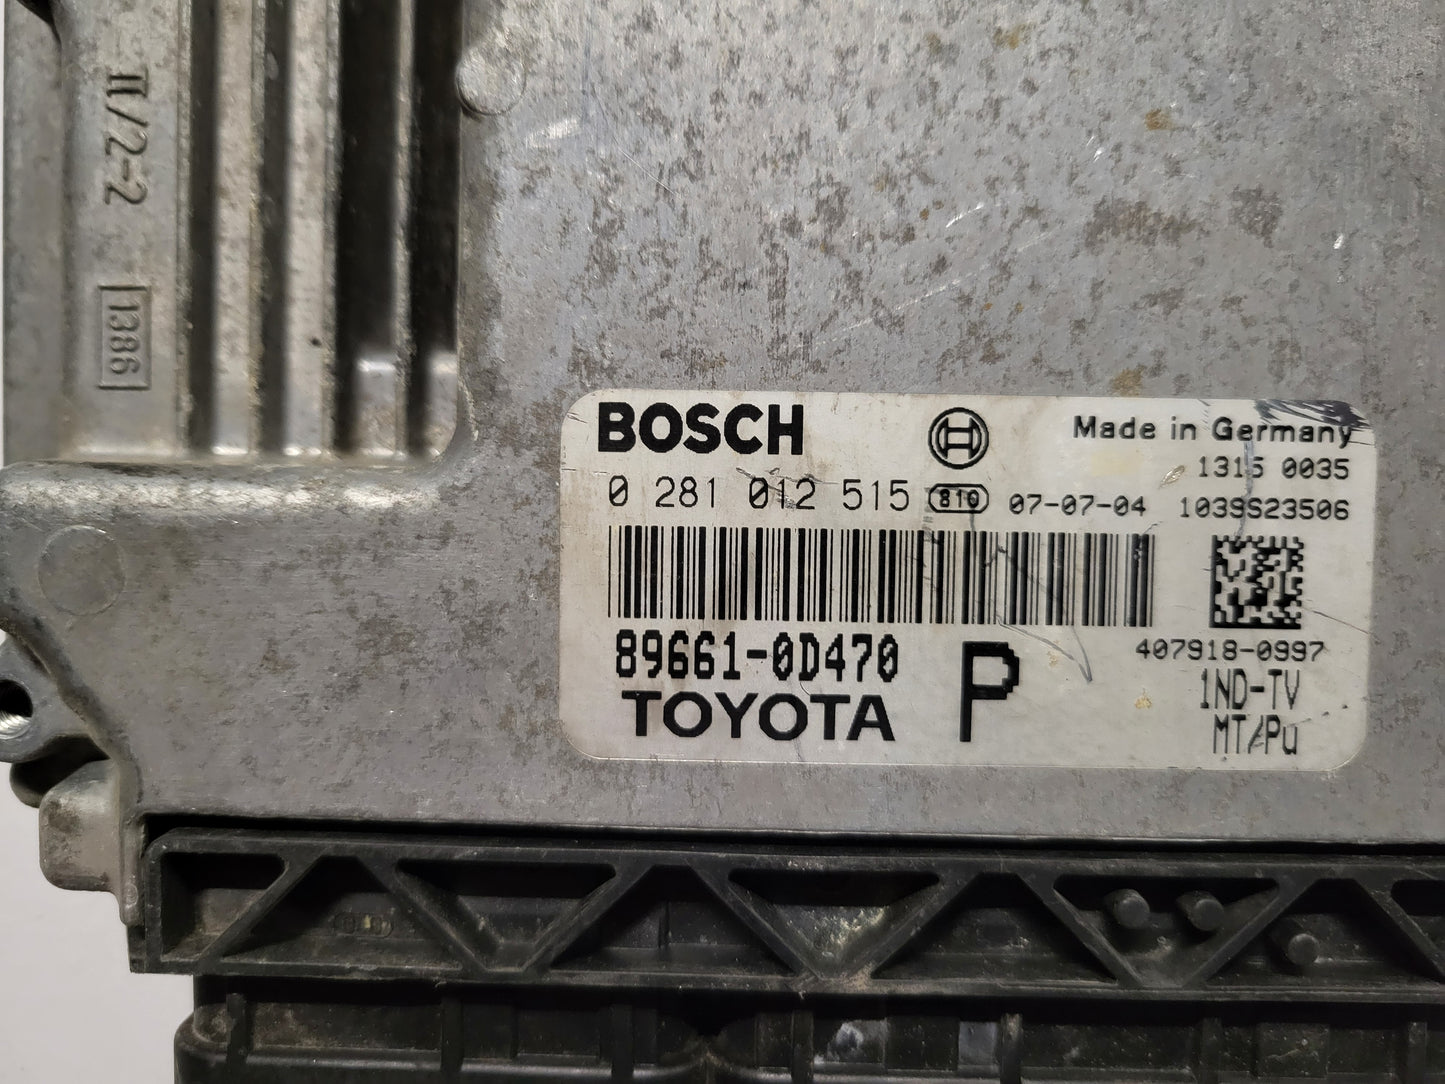 II/2-2
1386
BOSCH
Made in Germany
1315 0035
0 281 012 515 810 07-07-04 1039S23506
89661-0D470
P
407918-0997
TOYOTA
1ND-TV
MT/Pu